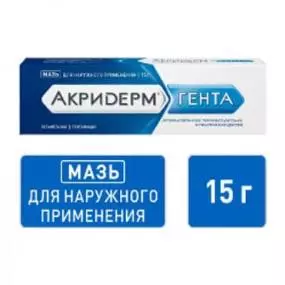 МАЗЬ ДЛЯ НАРУЖНОГО ПРИМЕНЕНИЯ 15 Г
АКРИДЕРМ® ГЕНТА
МАЗЬ
ДЛЯ НАРУЖНОГО
ПРИМЕНЕНИЯ
15 г